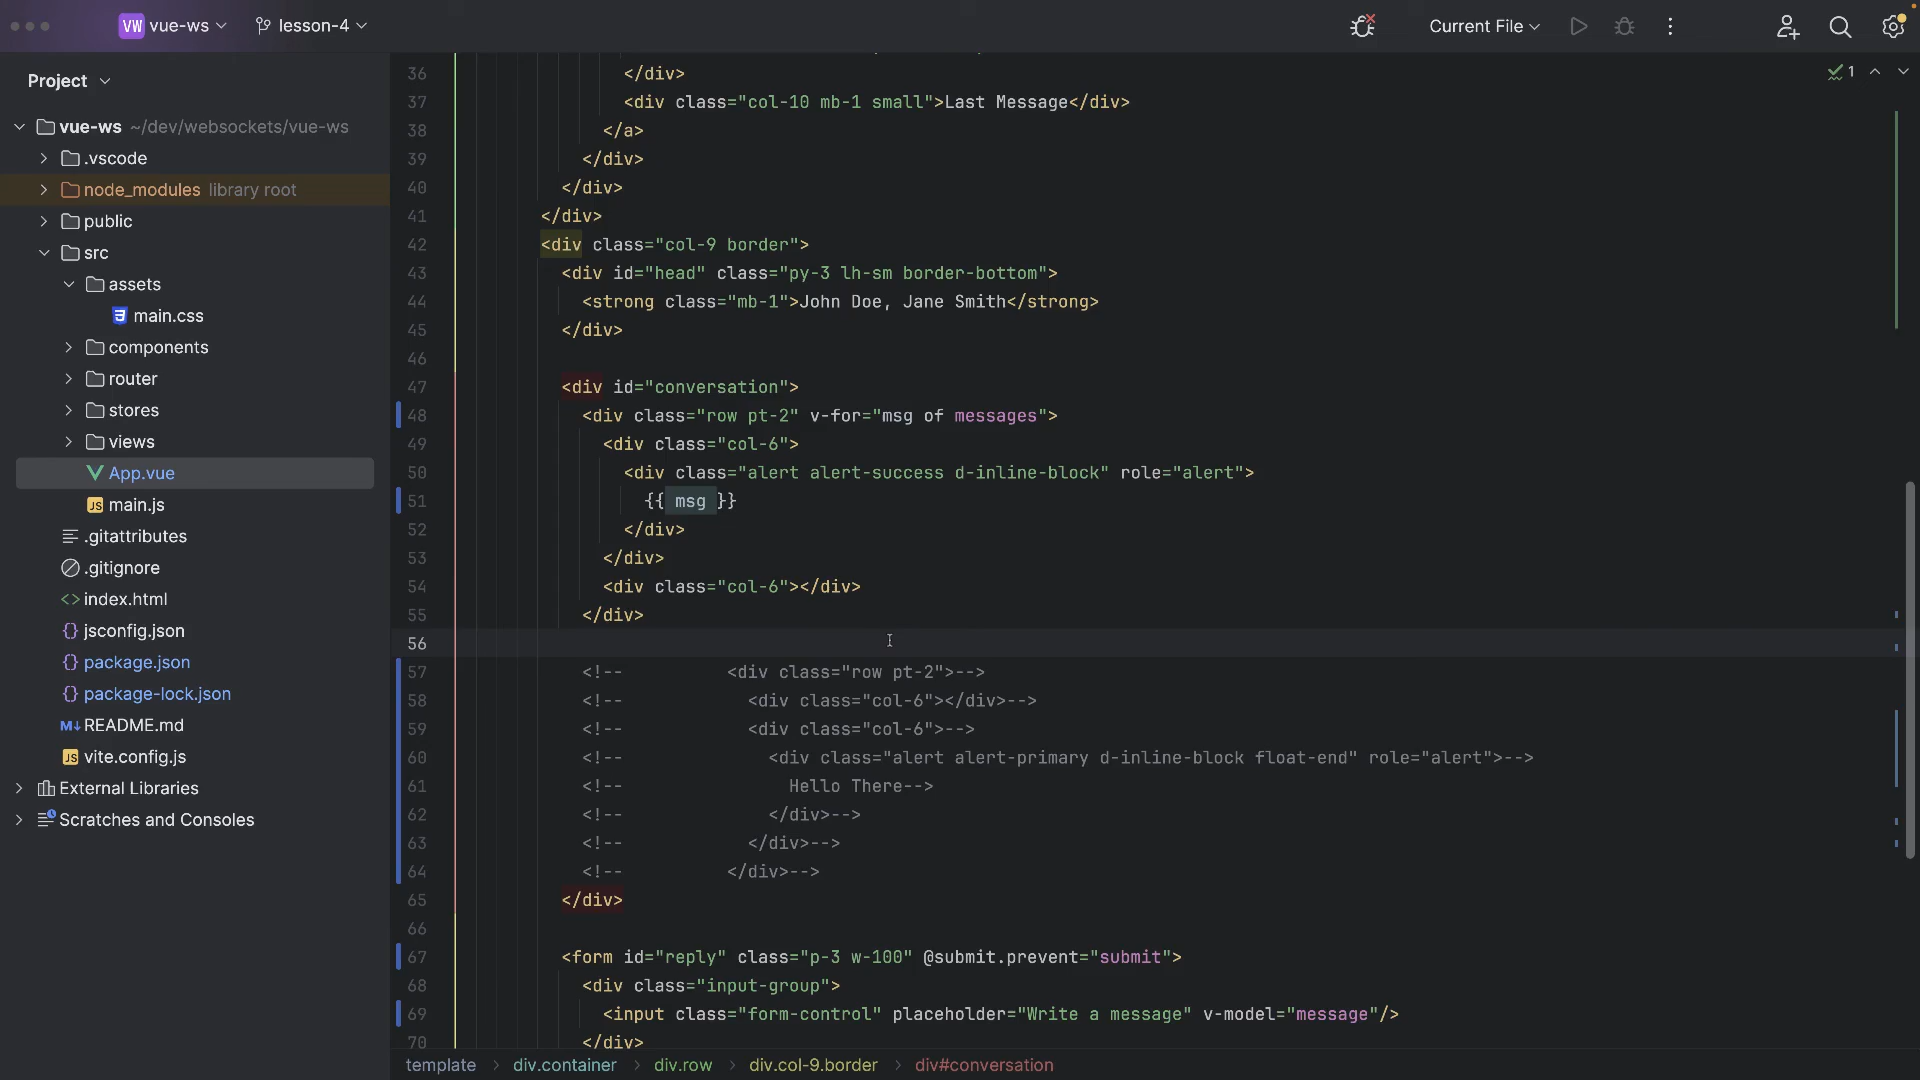 VW vue-ws lesson-4 Current File
Project
vue-ws ~/dev/websockets/vue-ws
.vscode
node_modules library root
public
src
assets
main.css
components
router
stores
views
App.vue
JS main.js
.gitattributes
.gitignore
<> index.html
{} jsconfig.json
{} package.json
{} package-lock.json
M↓ README.md
JS vite.config.js
External Libraries
Scratches and Consoles
1
36 </div>
37 <div class="col-10 mb-1 small">Last Message</div>
38 </a>
39 </div>
40 </div>
41 </div>
42 <div class="col-9 border">
43 <div id="head" class="py-3 lh-sm border-bottom">
44 <strong class="mb-1">John Doe, Jane Smith</strong>
45 </div>
46
47 <div id="conversation">
48 <div class="row pt-2" v-for="msg of messages">
49 <div class="col-6">
50 <div class="alert alert-success d-inline-block" role="alert">
51 {{ msg }}
52 </div>
53 </div>
54 <div class="col-6"></div>
55 </div>
56
57 <!-- <div class="row pt-2">-->
58 <!-- <div class="col-6"></div>-->
59 <!-- <div class="col-6">-->
60 <!-- <div class="alert alert-primary d-inline-block float-end" role="alert">-->
61 <!-- Hello There-->
62 <!-- </div>-->
63 <!-- </div>-->
64 <!-- </div>-->
65 </div>
66
67 <form id="reply" class="p-3 w-100" @submit.prevent="submit">
68 <div class="input-group">
69 <input class="form-control" placeholder="Write a message" v-model="message"/>
70 </div>
template > div.container > div.row > div.col-9.border > div#conversation